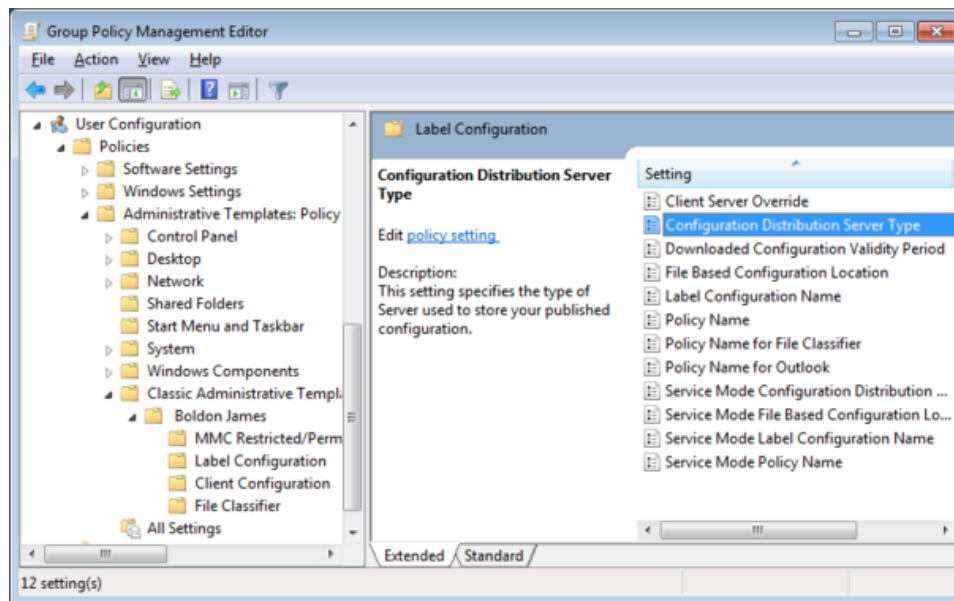 Group Policy Management Editor
File Action View Help
User Configuration
Policies
Software Settings
Windows Settings
Administrative Templates: Policy
Control Panel
Desktop
Network
Shared Folders
Start Menu and Taskbar
System
Windows Components
Classic Administrative Templ
Boldon James
MMC Restricted/Perm
Label Configuration
Client Configuration
File Classifier
All Settings
Label Configuration
Configuration Distribution Server
Type
Edit policy setting
Description:
This setting specifies the type of
Server used to store your published
configuration.
Setting
Client Server Override
Configuration Distribution Server Type
Downloaded Configuration Validity Period
File Based Configuration Location
Label Configuration Name
Policy Name
Policy Name for File Classifier
Policy Name for Outlook
Service Mode Configuration Distribution ...
Service Mode File Based Configuration Lo...
Service Mode Label Configuration Name
Service Mode Policy Name
Extended Standard
12 setting(s)